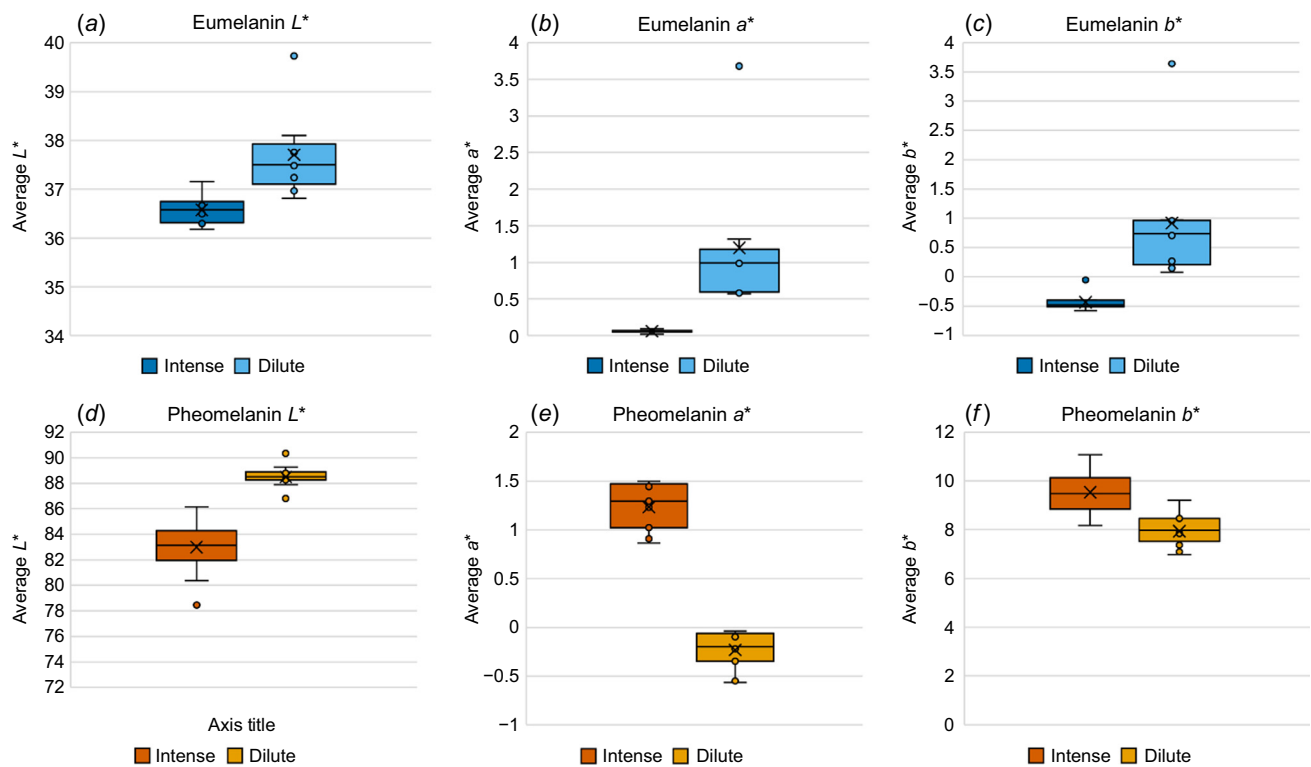 (a) Eumelanin L*
Average L*
40
39
38
37
36
35
34
Intense Dilute
(b) Eumelanin a*
Average a*
4
3.5
3
2.5
2
1.5
1
0.5
0
Intense Dilute
(c) Eumelanin b*
Average b*
4
3.5
3
2.5
2
1.5
1
0.5
0
−0.5
−1
Intense Dilute
(d) Pheomelanin L*
Average L*
92
90
88
86
84
82
80
78
76
74
72
Axis title
Intense Dilute
(e) Pheomelanin a*
Average a*
2
1.5
1
0.5
0
−0.5
−1
Intense Dilute
(f) Pheomelanin b*
Average b*
12
10
8
6
4
2
0
Intense Dilute